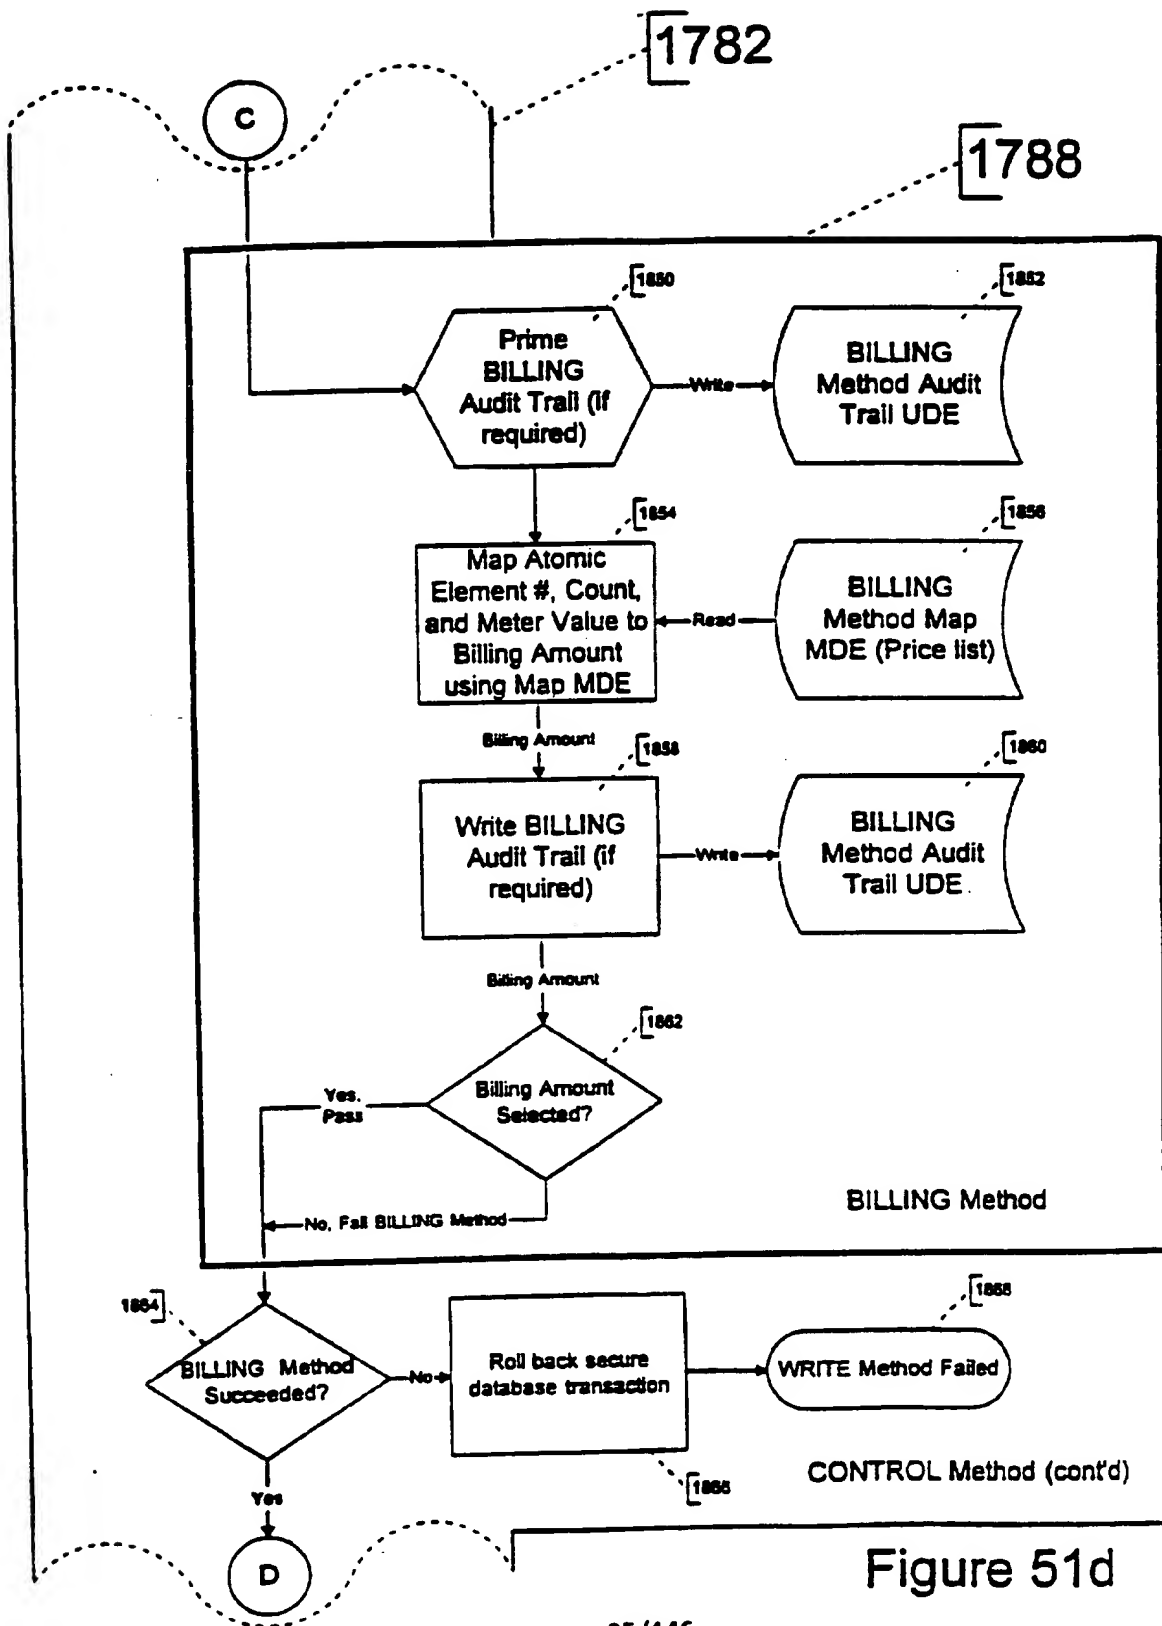 1782
C
1788
1850
1852
Prime
BILLING
Audit Trail (if
required)
Write
BILLING
Method Audit
Trail UDE
1854
1856
Map Atomic
Element #, Count,
and Meter Value to
Billing Amount
using Map MDE
Read
BILLING
Method Map
MDE (Price list)
Billing Amount
1858
1860
Write BILLING
Audit Trail (if
required)
Write
BILLING
Method Audit
Trail UDE
Billing Amount
1862
Billing Amount
Selected?
Yes,
Pass
No, Fail BILLING Method
BILLING Method
1864
BILLING Method
Succeeded?
No
Roll back secure
database transaction
WRITE Method Failed
1866
CONTROL Method (cont'd)
Yes
D
Figure 51d